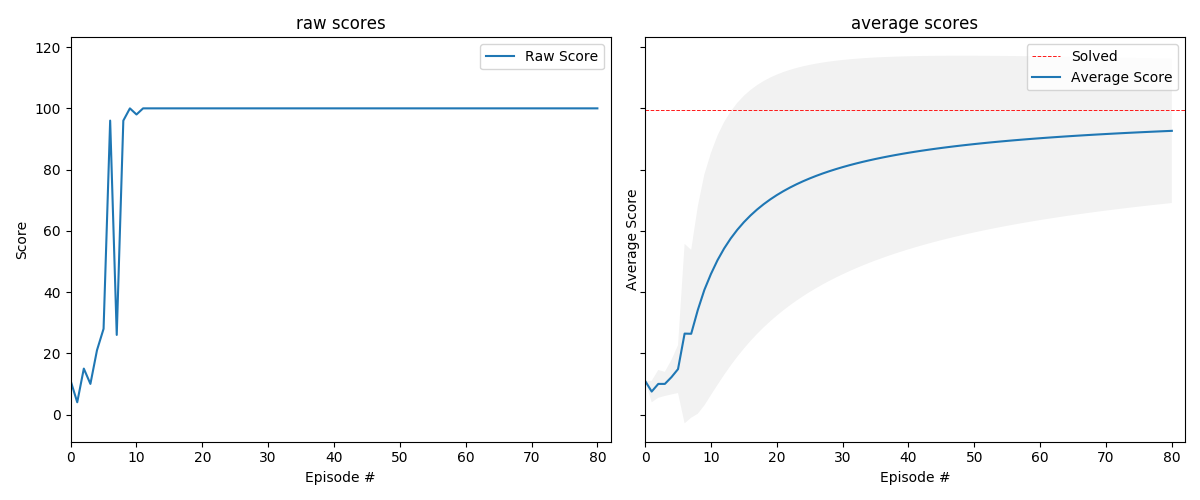 raw scores
Raw Score
Score
120
100
80
60
40
20
0
0 10 20 30 40 50 60 70 80
Episode #
average scores
Solved
Average Score
Average Score
0 10 20 30 40 50 60 70 80
Episode #